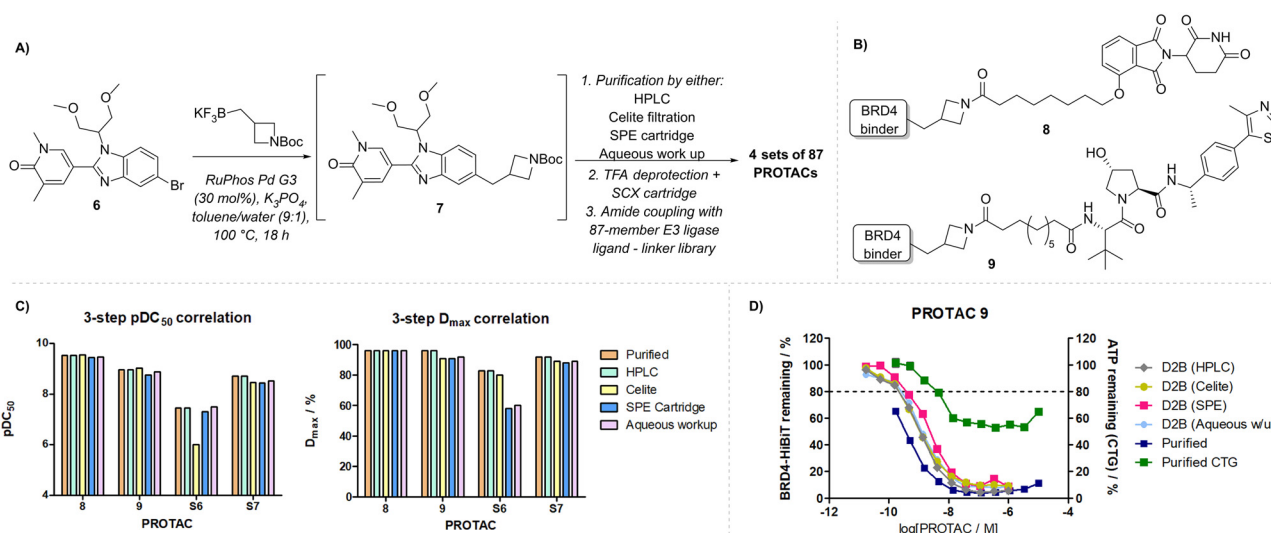 A)
O
O
KF3B
NBoc
N
N
O
N
Br
6
RuPhos Pd G3
(30 mol%), K3PO4,
toluene/water (9:1),
100 °C, 18 h
O
O
N
N
O
N
NBoc
7
1. Purification by either:
HPLC
Celite filtration
SPE cartridge
Aqueous work up
2. TFA deprotection +
SCX cartridge
3. Amide coupling with
87-member E3 ligase
ligand - linker library
4 sets of 87
PROTACs
B)
O
O
N
NH
O
O
O
O
N
BRD4
binder
8
HO
S
N
O
H
N
O
N
O
H
N
O
5
N
BRD4
binder
9
C)
3-step pDC50 correlation
pDC50
10
8
6
4
8
9
S6
S7
PROTAC
3-step Dmax correlation
Dmax / %
100
80
60
40
20
0
8
9
S6
S7
PROTAC
Purified
HPLC
Celite
SPE Cartridge
Aqueous workup
D)
PROTAC 9
BRD4-HiBiT remaining / %
120
100
80
60
40
20
0
-12
-10
-8
-6
-4
log[PROTAC / M]
120
100
80
60
40
20
0
ATP remaining (CTG) / %
D2B (HPLC)
D2B (Celite)
D2B (SPE)
D2B (Aqueous w/u
Purified
Purified CTG